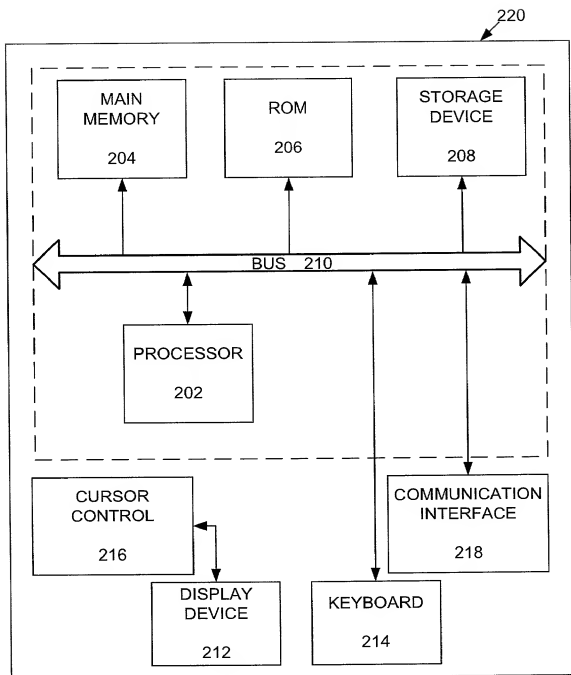 220
MAIN
MEMORY
204
ROM
206
STORAGE
DEVICE
208
BUS 210
PROCESSOR
202
CURSOR
CONTROL
216
COMMUNICATION
INTERFACE
218
DISPLAY
DEVICE
212
KEYBOARD
214